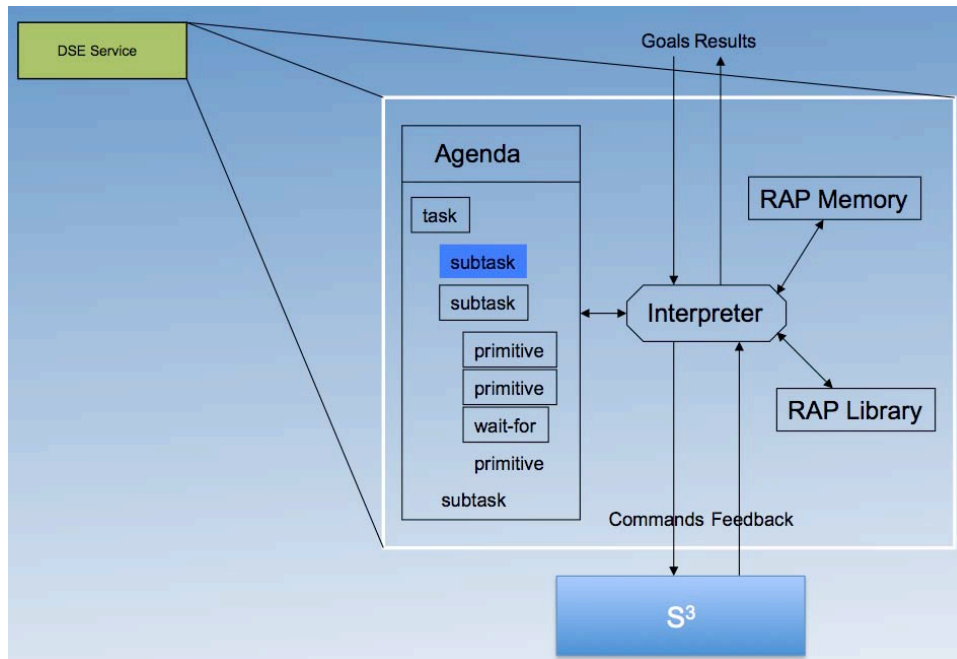 DSE Service
Goals Results
Agenda
task
subtask
subtask
primitive
primitive
wait-for
primitive
subtask
RAP Memory
Interpreter
RAP Library
Commands Feedback
S³